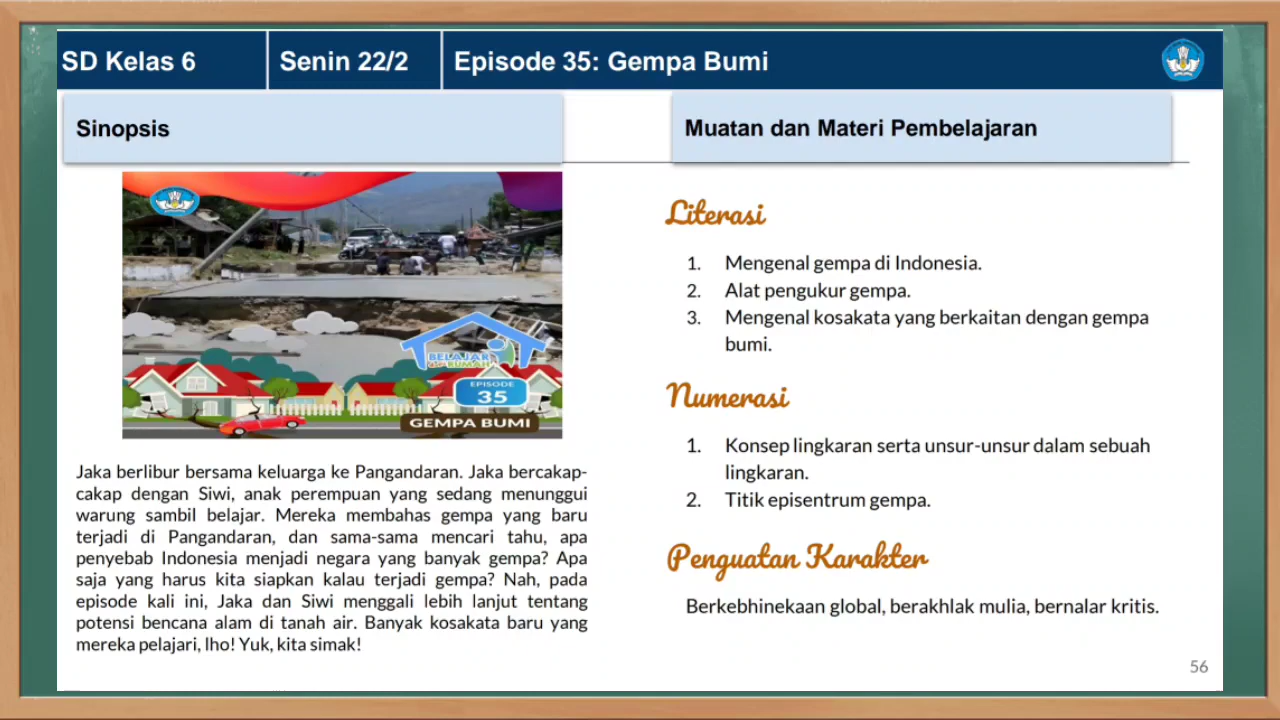 SD Kelas 6
Senin 22/2
Episode 35: Gempa Bumi
Sinopsis
BELAJAR
RUMAH
EPISODE
35
GEMPA BUMI
Jaka berlibur bersama keluarga ke Pangandaran. Jaka bercakap-
cakap dengan Siwi, anak perempuan yang sedang menunggui
warung sambil belajar. Mereka membahas gempa yang baru
terjadi di Pangandaran, dan sama-sama mencari tahu, apa
penyebab Indonesia menjadi negara yang banyak gempa? Apa
saja yang harus kita siapkan kalau terjadi gempa? Nah, pada
episode kali ini, Jaka dan Siwi menggali lebih lanjut tentang
potensi bencana alam di tanah air. Banyak kosakata baru yang
mereka pelajari, lho! Yuk, kita simak!
Muatan dan Materi Pembelajaran
Literasi
1. Mengenal gempa di Indonesia.
2. Alat pengukur gempa.
3. Mengenal kosakata yang berkaitan dengan gempa
bumi.
Numerasi
1. Konsep lingkaran serta unsur-unsur dalam sebuah
lingkaran.
2. Titik episentrum gempa.
Penguatan Karakter
Berkebhinekaan global, berakhlak mulia, bernalar kritis.
56